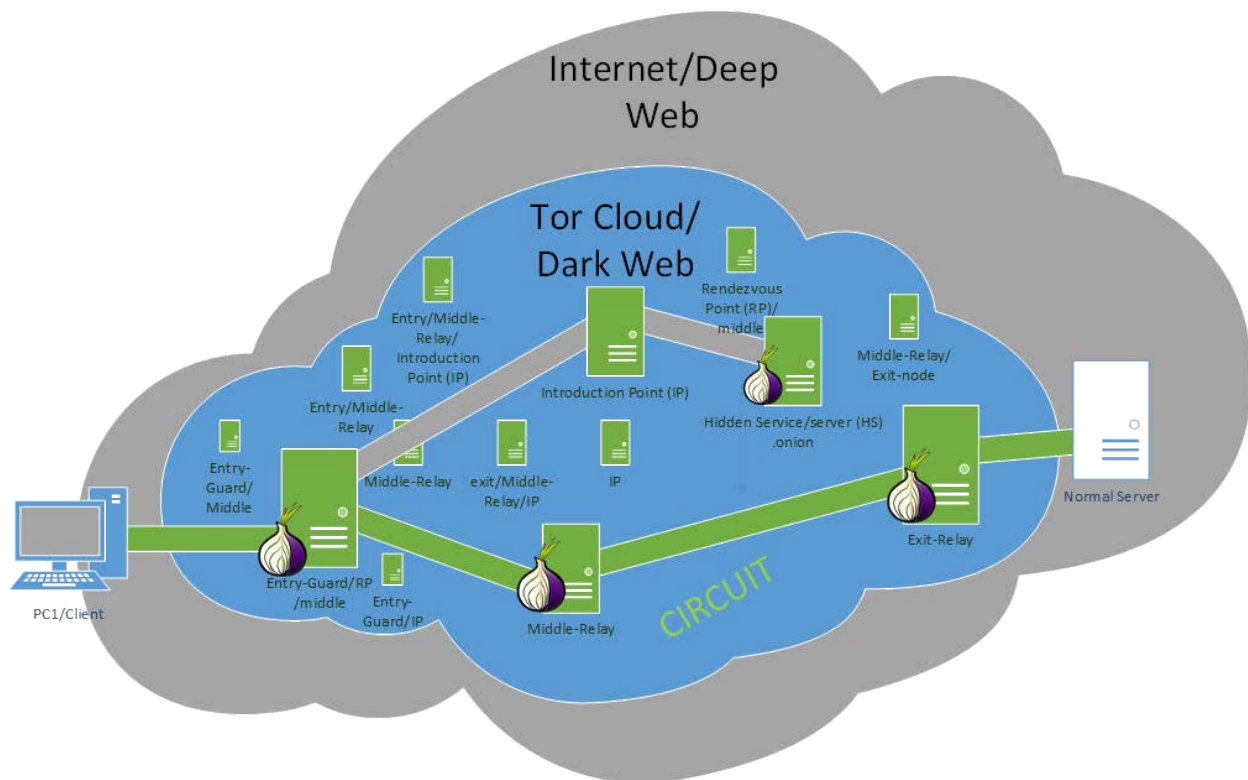 Internet/Deep
Web
Tor Cloud/
Dark Web
Rendezvous
Point (RP)/
middle
Entry/Middle-
Relay/
Introduction
Point (IP)
Middle-Relay/
Exit-node
Entry/Middle-
Relay
Introduction Point (IP)
Hidden Service/server (HS)
.onion
Entry-
Guard/
Middle
Middle-Relay
exit/Middle-
Relay/IP
IP
Normal Server
Exit-Relay
Entry-Guard/RP
/middle
Entry-
Guard/IP
PC1/Client
Middle-Relay
CIRCUIT